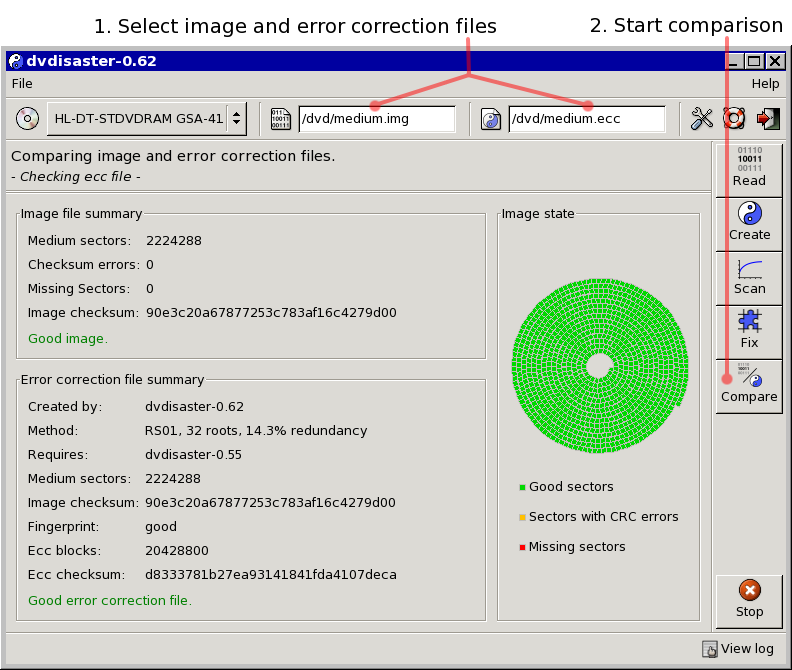 1. Select image and error correction files
2. Start comparison
dvdisaster-0.62
File
Help
HL-DT-STDVDRAM GSA-41
/dvd/medium.img
/dvd/medium.ecc
Comparing image and error correction files.
- Checking ecc file -
Image file summary
Medium sectors: 2224288
Checksum errors: 0
Missing Sectors: 0
Image checksum: 90e3c20a67877253c783af16c4279d00
Good image.
Error correction file summary
Created by: dvdisaster-0.62
Method: RS01, 32 roots, 14.3% redundancy
Requires: dvdisaster-0.55
Medium sectors: 2224288
Image checksum: 90e3c20a67877253c783af16c4279d00
Fingerprint: good
Ecc blocks: 20428800
Ecc checksum: d8333781b27ea93141841fda4107deca
Good error correction file.
Image state
Good sectors
Sectors with CRC errors
Missing sectors
01110
10011
00111
Read
Create
Scan
Fix
Compare
Stop
View log